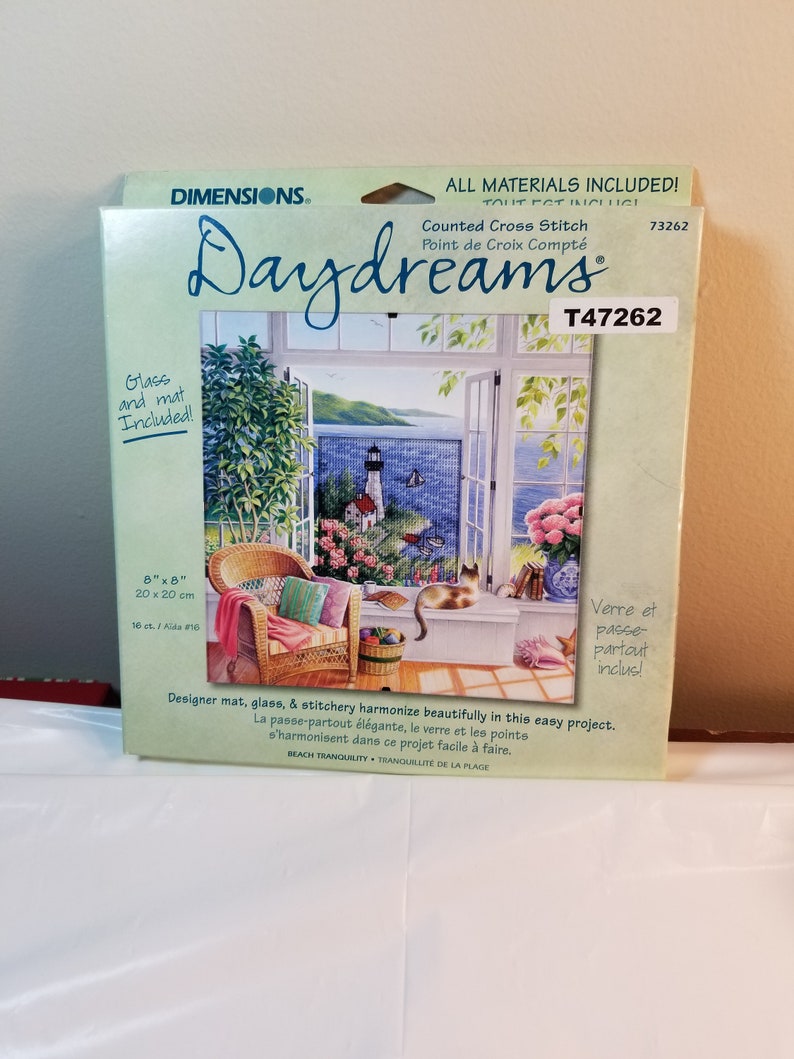 DIMENSIONS®
ALL MATERIALS INCLUDED!
TOUT EST INCLUS!
Counted Cross Stitch
73262
Point de Croix Compté
Daydreams®
T47262
Glass
and mat
Included!
8" x 8"
20 x 20 cm
16 ct. / Aïda #16
Verre et
passe-
partout
inclus!
Designer mat, glass, & stitchery harmonize beautifully in this easy project.
La passe-partout élégante, le verre et les points
s'harmonisent dans ce projet facile à faire.
BEACH TRANQUILITY • TRANQUILLITÉ DE LA PLAGE